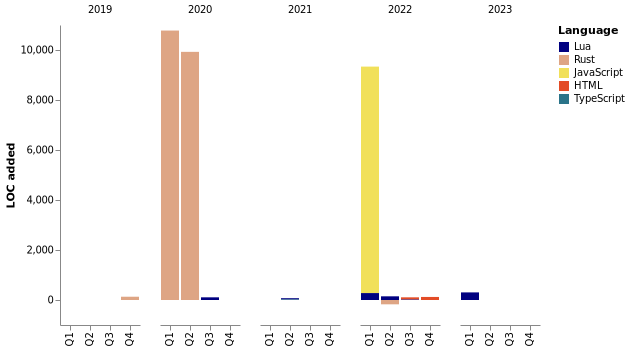 2019 2020 2021 2022 2023
Language
Lua
Rust
JavaScript
HTML
TypeScript
LOC added
10,000
8,000
6,000
4,000
2,000
0
Q1 Q2 Q3 Q4 Q1 Q2 Q3 Q4 Q1 Q2 Q3 Q4 Q1 Q2 Q3 Q4 Q1 Q2 Q3 Q4